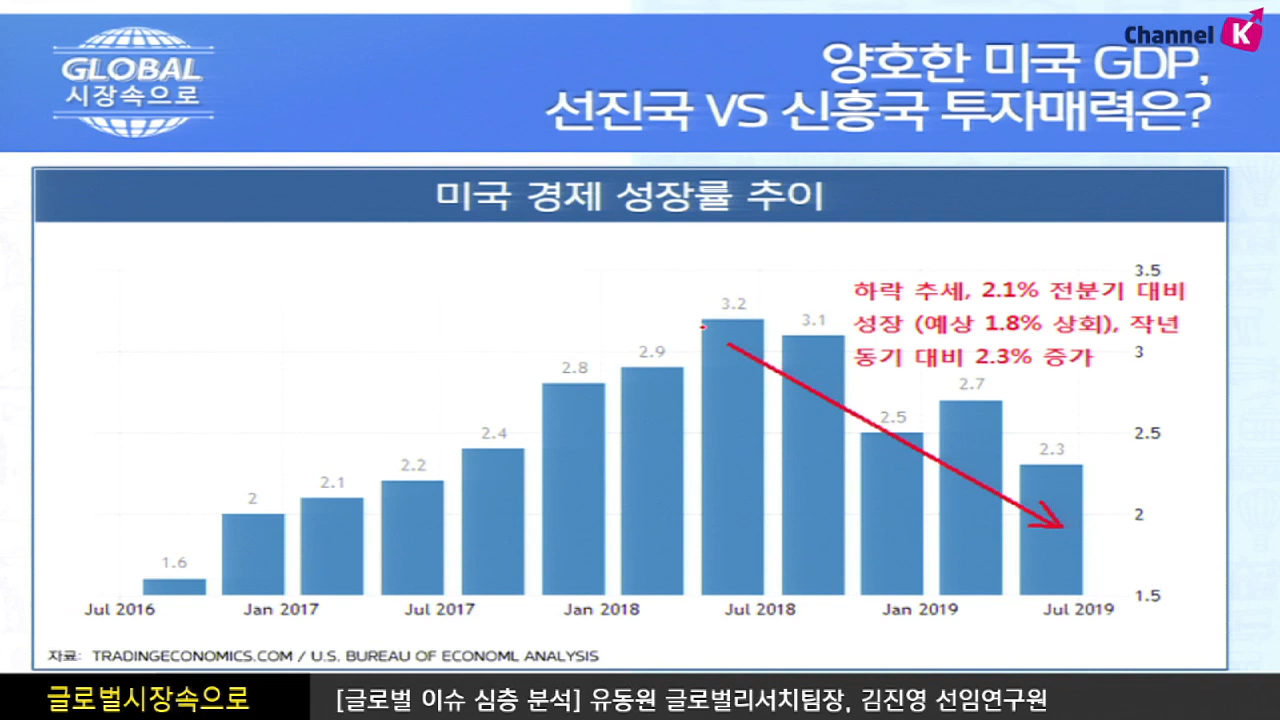 Channel K
GLOBAL
시장속으로
양호한 미국 GDP,
선진국 VS 신흥국 투자매력은?
미국 경제 성장률 추이
3.5
하락 추세, 2.1% 전분기 대비
성장 (예상 1.8% 상회), 작년
동기 대비 2.3% 증가
3
2.5
2
1.5
1.6
2
2.1
2.2
2.4
2.8
2.9
3.2
3.1
2.5
2.7
2.3
Jul 2016
Jan 2017
Jul 2017
Jan 2018
Jul 2018
Jan 2019
Jul 2019
자료: TRADINGECONOMICS.COM / U.S. BUREAU OF ECONOML ANALYSIS
글로벌시장속으로
[글로벌 이슈 심층 분석] 유동원 글로벌리서치팀장, 김진영 선임연구원